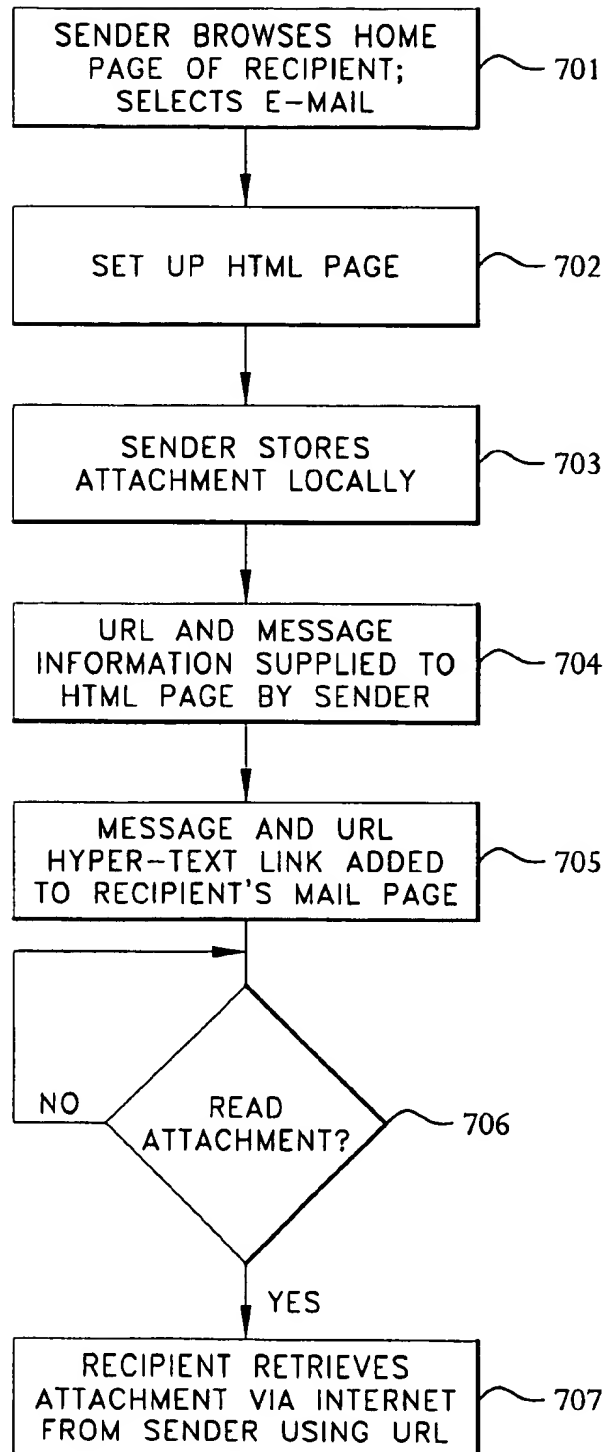 SENDER BROWSES HOME
PAGE OF RECIPIENT;
SELECTS E-MAIL
701
SET UP HTML PAGE
702
SENDER STORES
ATTACHMENT LOCALLY
703
URL AND MESSAGE
INFORMATION SUPPLIED TO
HTML PAGE BY SENDER
704
MESSAGE AND URL
HYPER-TEXT LINK ADDED
TO RECIPIENT'S MAIL PAGE
705
NO
READ
ATTACHMENT?
706
YES
RECIPIENT RETRIEVES
ATTACHMENT VIA INTERNET
FROM SENDER USING URL
707